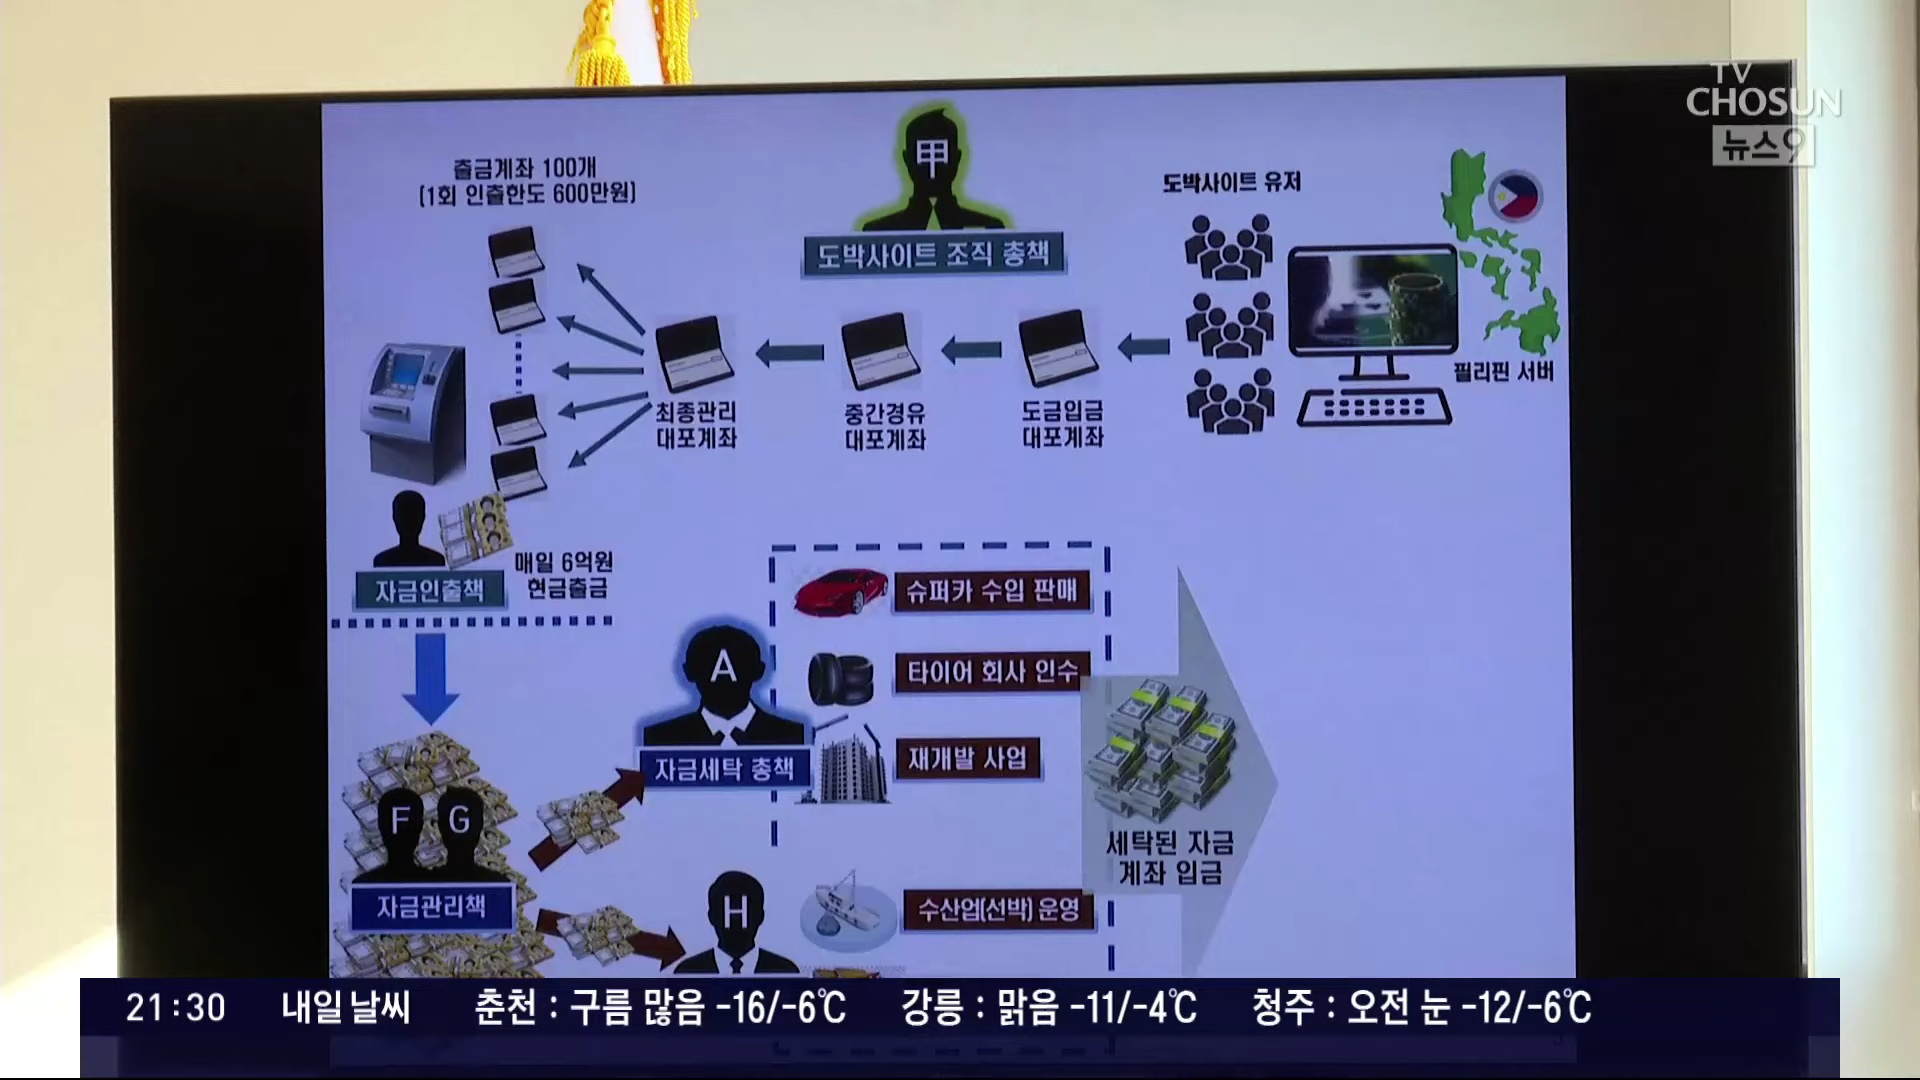 TV
CHOSUN
뉴스9
출금계좌 100개
(1회 인출한도 600만원)
甲
도박사이트 조직 총책
도박사이트 유저
필리핀 서버
최종관리
대포계좌
중간경유
대포계좌
도금입금
대포계좌
매일 6억원
현금출금
자금인출책
슈퍼카 수입 판매
타이어 회사 인수
A
자금세탁 총책
재개발 사업
F G
자금관리책
세탁된 자금
계좌 입금
H
수산업(선박) 운영
21:30 내일 날씨 춘천 : 구름 많음 -16/-6℃ 강릉 : 맑음 -11/-4℃ 청주 : 오전 눈 -12/-6℃